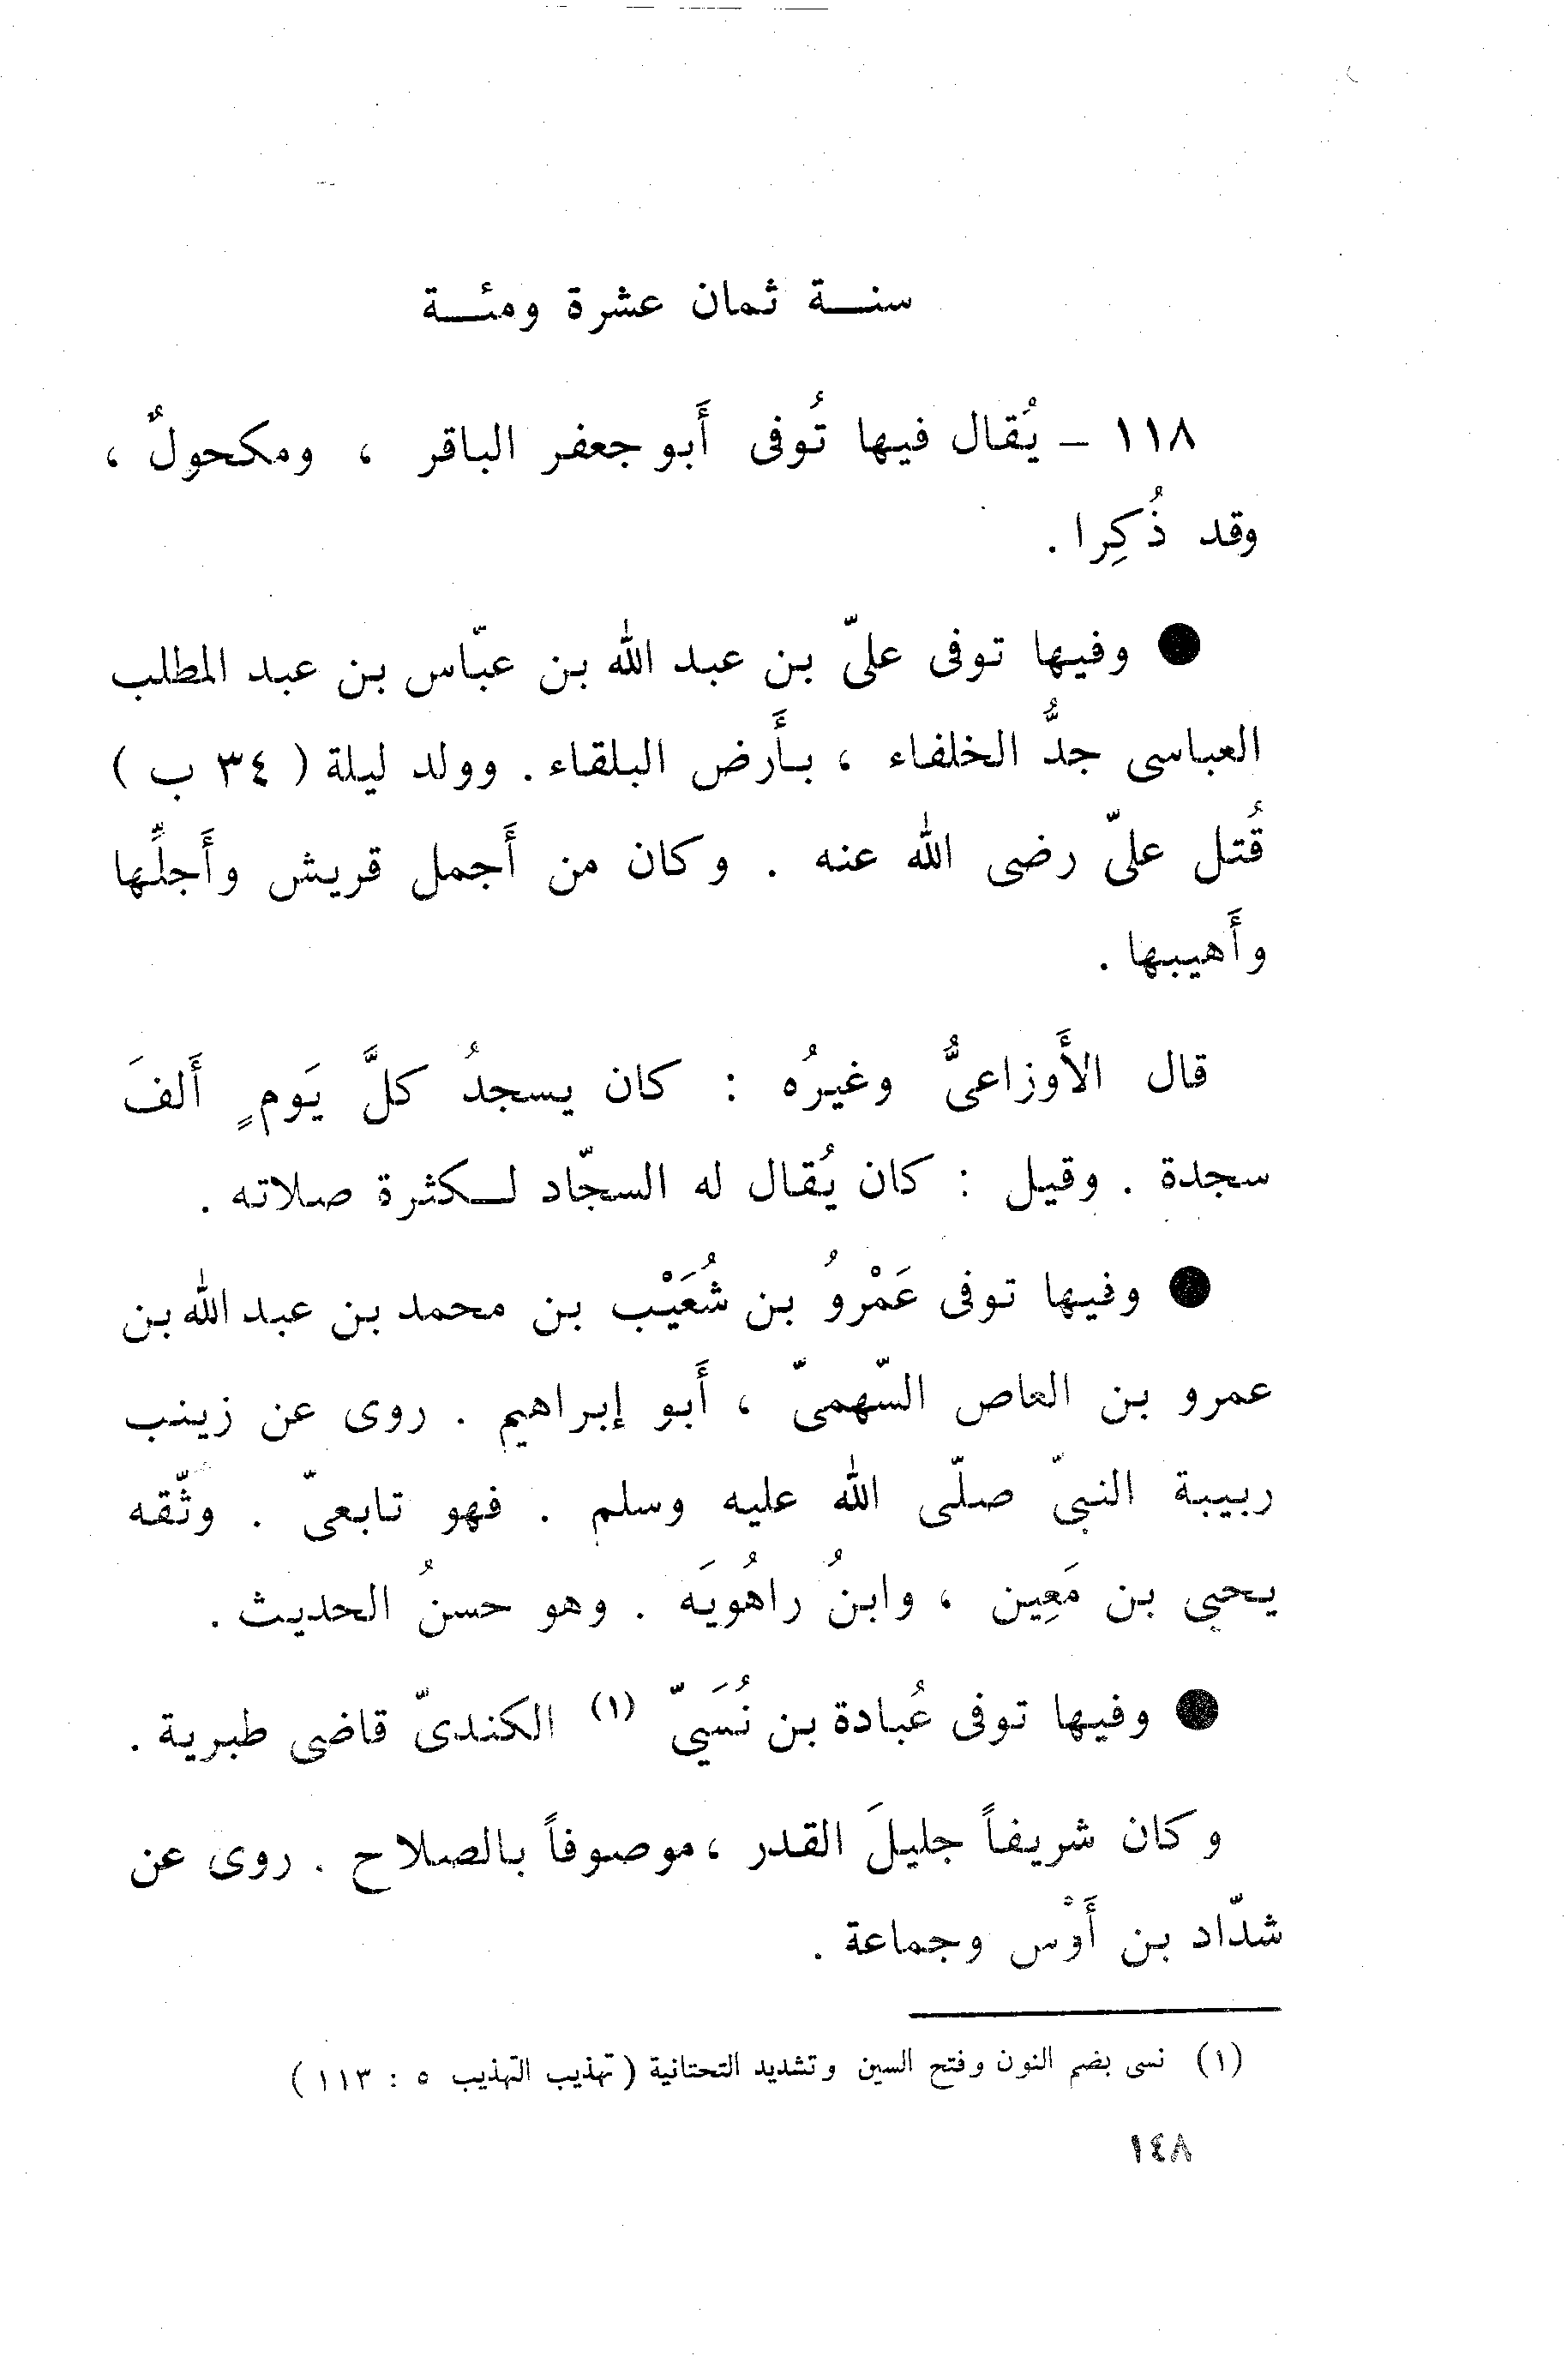 سنة ثمان عشرة ومئة
١١٨ – يُقال فيها تُوفى أَبو جعفر الباقر ، ومكحولٌ ،
وقد ذُكِرا .
● وفيها توفى علىّ بن عبد الله بن عبّاس بن عبد المطلب
العباسى جدُّ الخلفاء ، بأَرض البلقاء . وولد ليلة ( ٣٤ ب )
قُتل علىّ رضى الله عنه . وكان من أَجمل قريش وأَجلِّها
وأَهيبها .
قال الأَوزاعىُّ وغيرُه : كان يسجدُ كلَّ يَومٍ أَلفَ
سجدة . وقيل : كان يُقال له السجّاد لكثرة صلاته .
● وفيها توفى عَمْرُو بن شُعَيْب بن محمد بن عبد الله بن
عمرو بن العاص السّهمىّ ، أَبو إبراهيم . روى عن زينب
ربيبة النبىّ صلّى الله عليه وسلم . فهو تابعىّ . وثّقه
يحيى بن مَعِين ، وابنُ راهُويَه . وهو حسنُ الحديث .
● وفيها توفى عُبادة بن نُسَيّ (١) الكندىّ قاضى طبرية .
وكان شريفاً جليلَ القدر ، موصوفاً بالصلاح . روى عن
شدّاد بن أَوْس وجماعة .
(١) نسى بضم النون وفتح السين وتشديد التحتانية ( تهذيب التهذيب ٥ : ١١٣ )
١٤٨